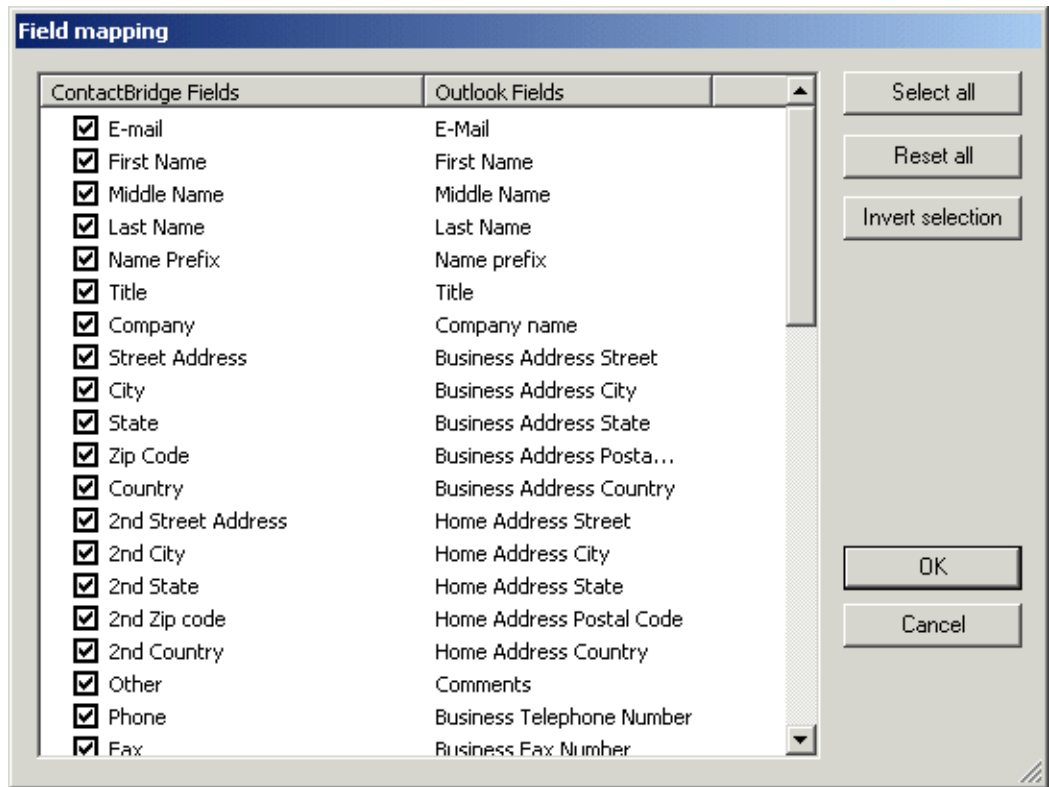 Field mapping
ContactBridge Fields Outlook Fields
E-mail E-Mail
First Name First Name
Middle Name Middle Name
Last Name Last Name
Name Prefix Name prefix
Title Title
Company Company name
Street Address Business Address Street
City Business Address City
State Business Address State
Zip Code Business Address Posta...
Country Business Address Country
2nd Street Address Home Address Street
2nd City Home Address City
2nd State Home Address State
2nd Zip code Home Address Postal Code
2nd Country Home Address Country
Other Comments
Phone Business Telephone Number
Fax Business Fax Number
Select all
Reset all
Invert selection
OK
Cancel